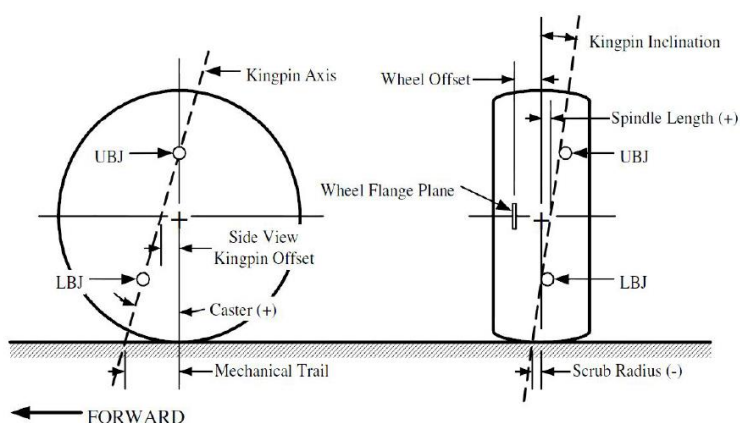 Kingpin Inclination
Kingpin Axis
Wheel Offset
Spindle Length (+)
UBJ
UBJ
Wheel Flange Plane
Side View
Kingpin Offset
LBJ
LBJ
Caster (+)
Mechanical Trail
Scrub Radius (-)
FORWARD